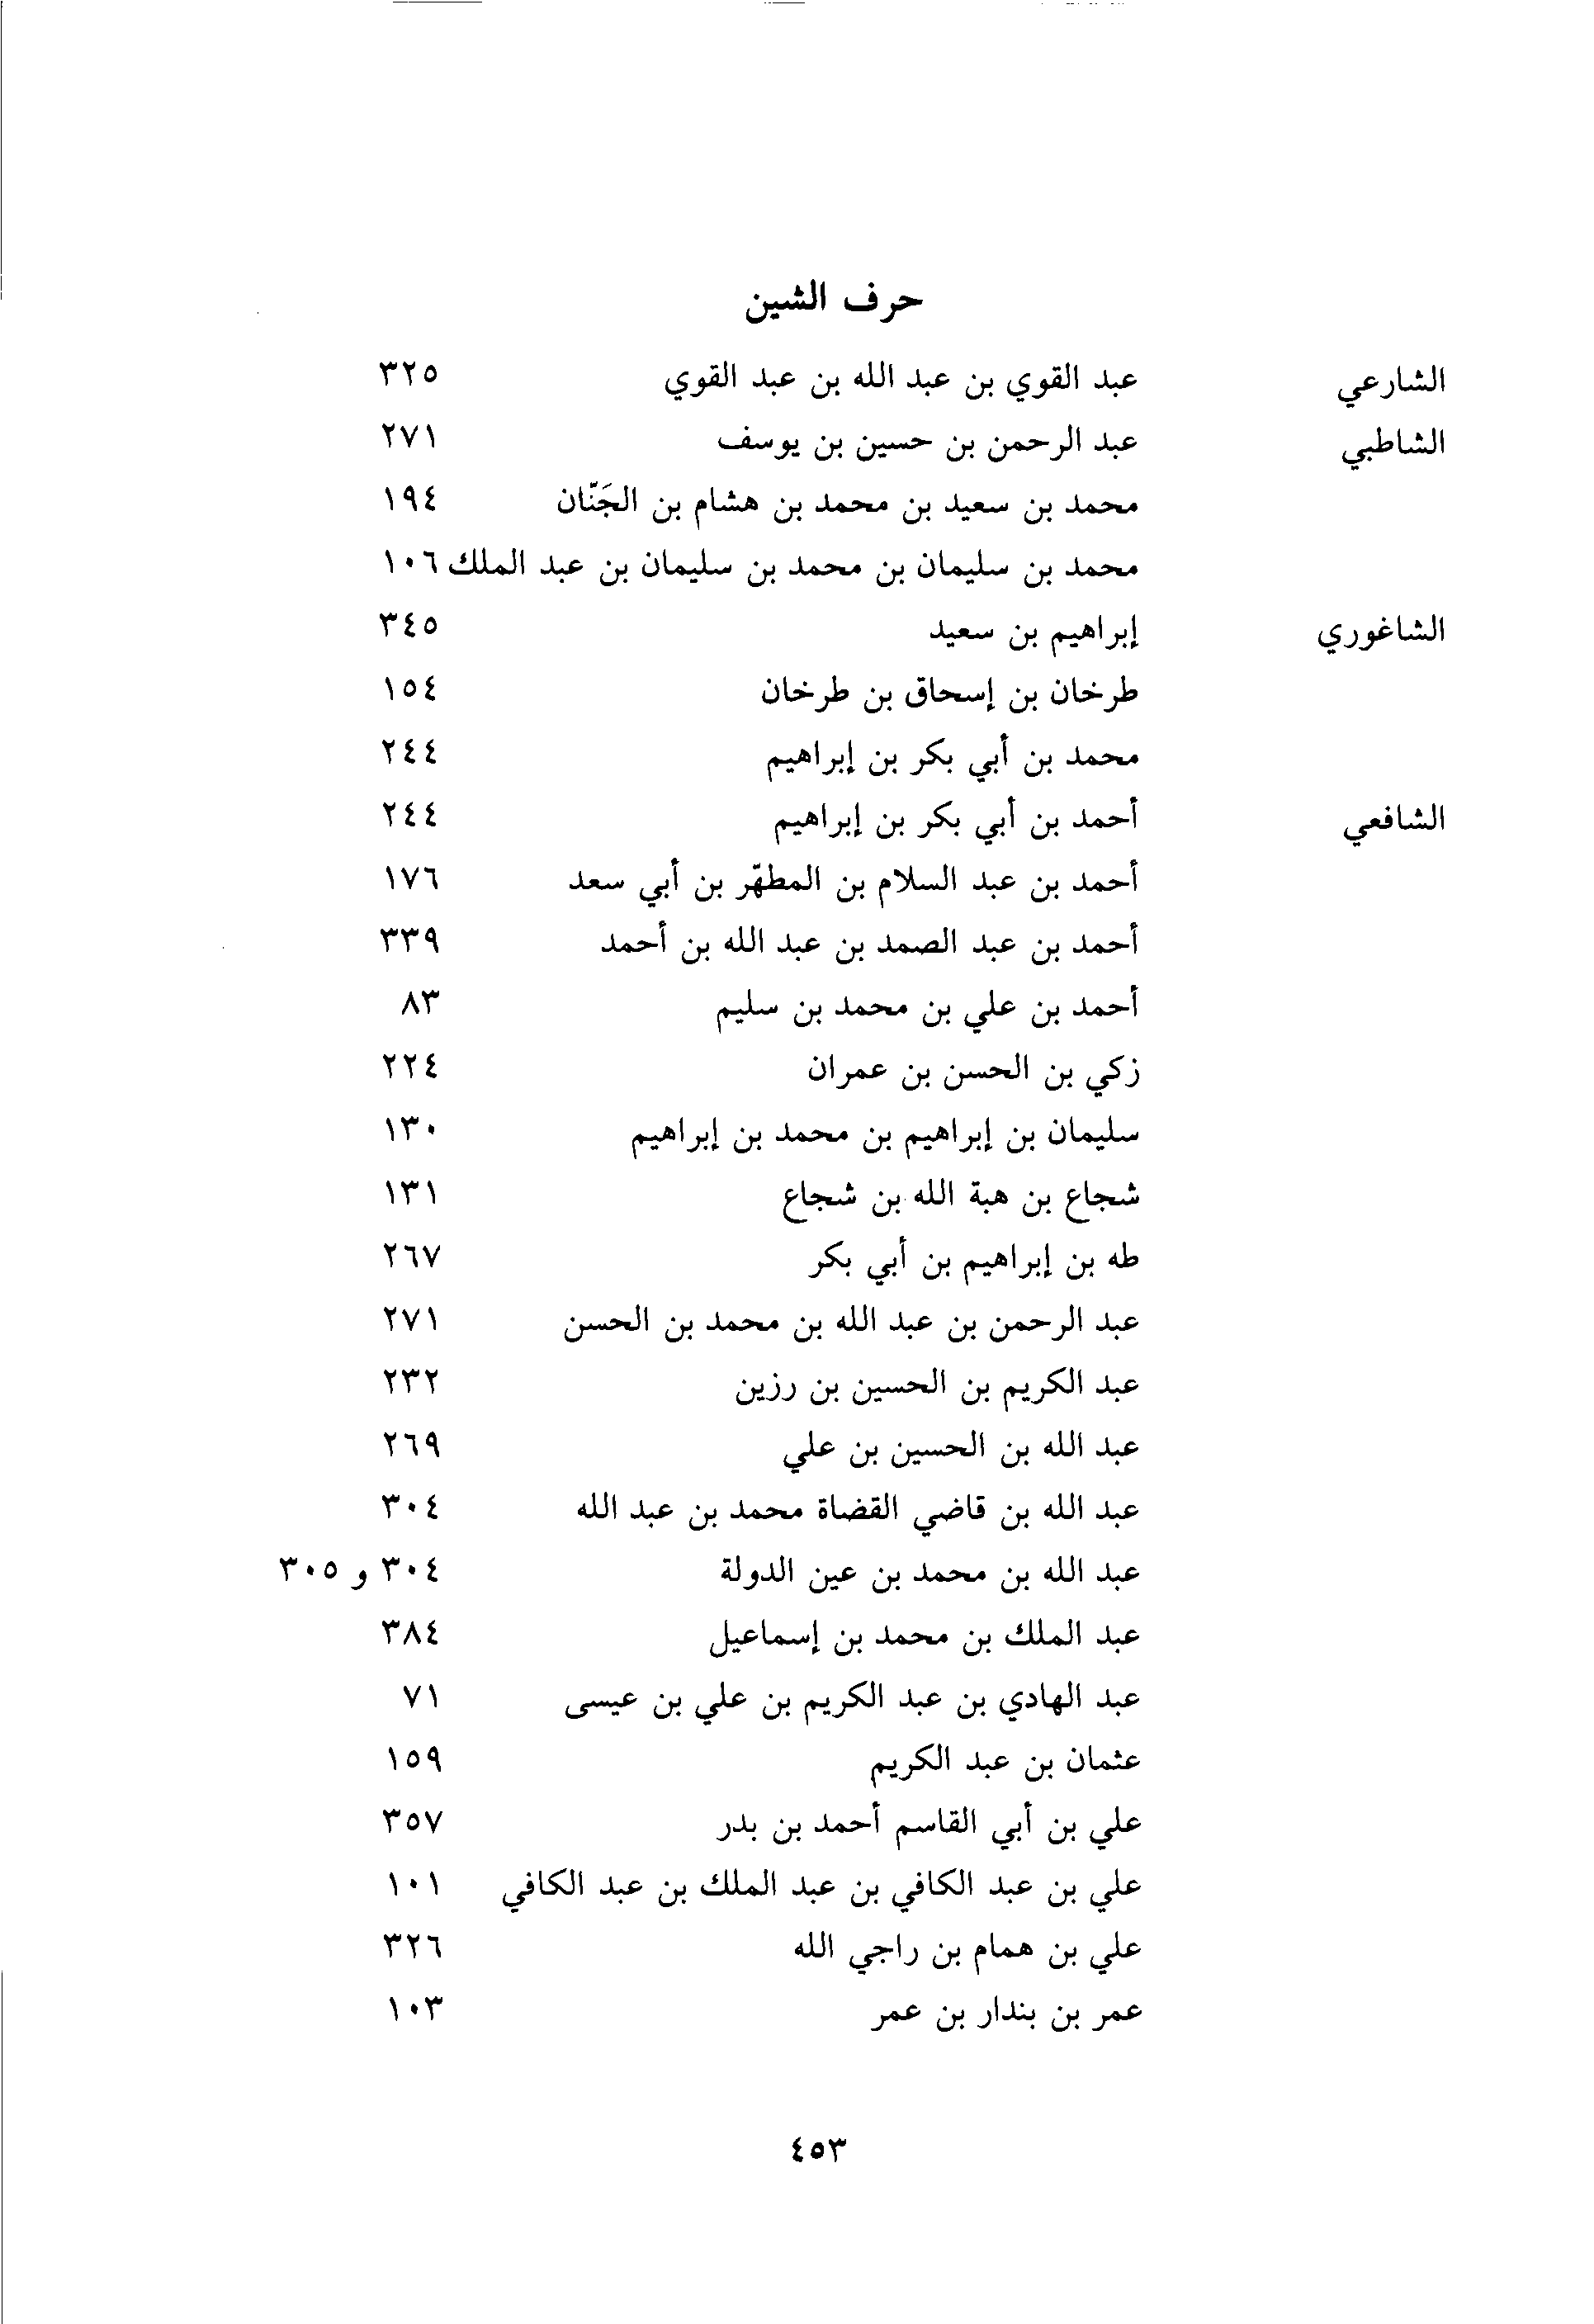 حرف الشين
الشارعي عبد القوي بن عبد الله بن عبد القوي ٣٢٥
الشاطبي عبد الرحمن بن حسين بن يوسف ٢٧١
محمد بن سعيد بن محمد بن هشام بن الجَنّان ١٩٤
محمد بن سليمان بن محمد بن سليمان بن عبد الملك ١٠٦
الشاغوري إبراهيم بن سعيد ٣٤٥
طرخان بن إسحاق بن طرخان ١٥٤
محمد بن أبي بكر بن إبراهيم ٢٤٤
الشافعي أحمد بن أبي بكر بن إبراهيم ٢٤٤
أحمد بن عبد السلام بن المطهّر بن أبي سعد ١٧٦
أحمد بن عبد الصمد بن عبد الله بن أحمد ٣٣٩
أحمد بن علي بن محمد بن سليم ٨٣
زكي بن الحسن بن عمران ٢٢٤
سليمان بن إبراهيم بن محمد بن إبراهيم ١٣٠
شجاع بن هبة الله بن شجاع ١٣١
طه بن إبراهيم بن أبي بكر ٢٦٧
عبد الرحمن بن عبد الله بن محمد بن الحسن ٢٧١
عبد الكريم بن الحسين بن رزين ٢٣٢
عبد الله بن الحسين بن علي ٢٦٩
عبد الله بن قاضي القضاة محمد بن عبد الله ٣٠٤
عبد الله بن محمد بن عين الدولة ٣٠٤ و ٣٠٥
عبد الملك بن محمد بن إسماعيل ٣٨٤
عبد الهادي بن عبد الكريم بن علي بن عيسى ٧١
عثمان بن عبد الكريم ١٥٩
علي بن أبي القاسم أحمد بن بدر ٣٥٧
علي بن عبد الكافي بن عبد الملك بن عبد الكافي ١٠١
علي بن همام بن راجي الله ٣٢٦
عمر بن بندار بن عمر ١٠٣
٤٥٣